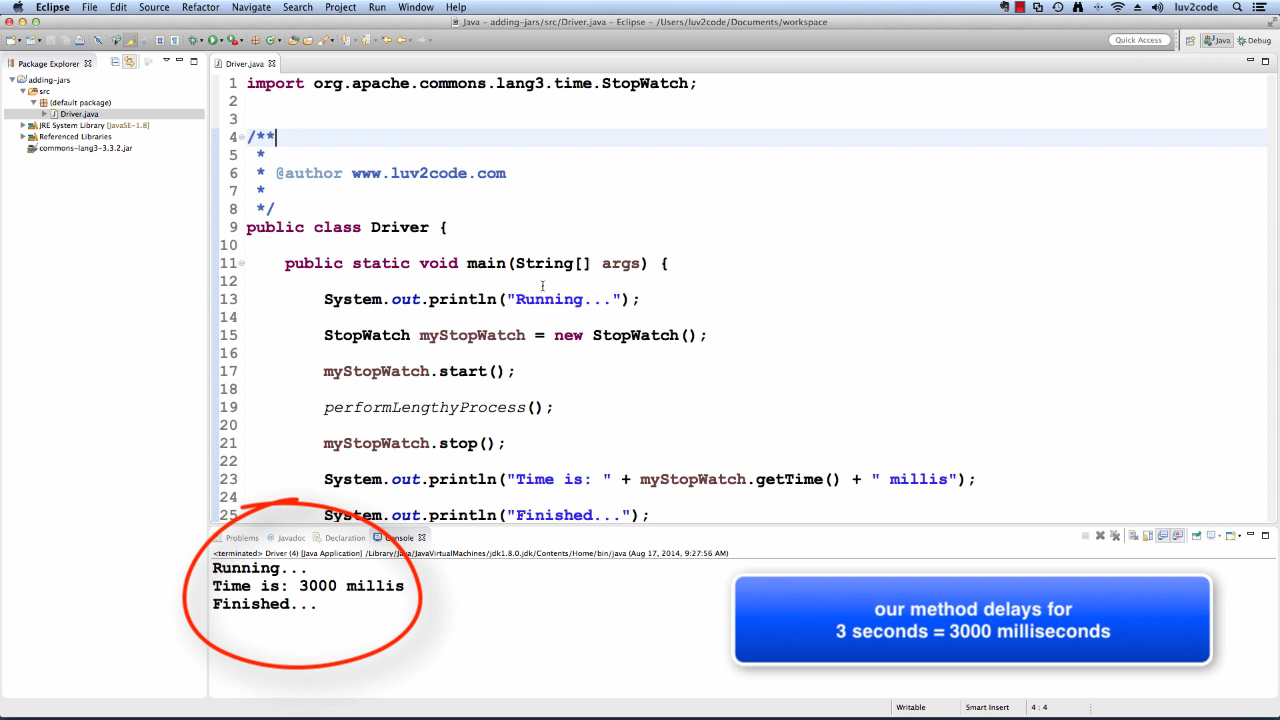 Eclipse File Edit Source Refactor Navigate Search Project Run Window Help luv2code
Java - adding-jars/src/Driver.java - Eclipse - /Users/luv2code/Documents/workspace
Quick Access Java Debug
Package Explorer
adding-jars
src
(default package)
Driver.java
JRE System Library [JavaSE-1.8]
Referenced Libraries
commons-lang3-3.3.2.jar
Driver.java
1 import org.apache.commons.lang3.time.StopWatch;
2
3
4 /**
5 *
6 * @author www.luv2code.com
7 *
8 */
9 public class Driver {
10
11 public static void main(String[] args) {
12
13 System.out.println("Running...");
14
15 StopWatch myStopWatch = new StopWatch();
16
17 myStopWatch.start();
18
19 performLengthyProcess();
20
21 myStopWatch.stop();
22
23 System.out.println("Time is: " + myStopWatch.getTime() + " millis");
24
25 System.out.println("Finished...");
Problems Javadoc Declaration Console
<terminated> Driver (4) [Java Application] /Library/Java/JavaVirtualMachines/jdk1.8.0.jdk/Contents/Home/bin/java (Aug 17, 2014, 9:27:56 AM)
Running...
Time is: 3000 millis
Finished...
our method delays for
3 seconds = 3000 milliseconds
Writable Smart Insert 4 : 4